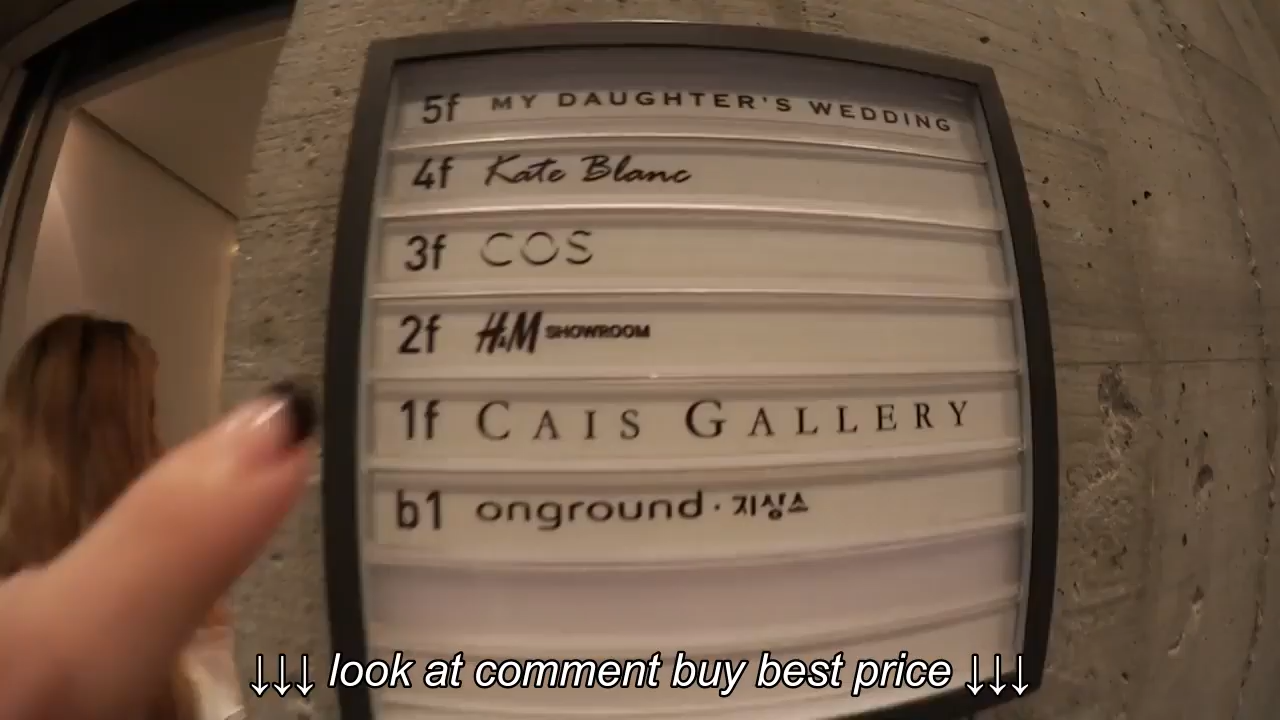 5f MY DAUGHTER'S WEDDING
4f Kate Blanc
3f COS
2f H&M SHOWROOM
1f CAIS GALLERY
b1 onground · 지상소
↓↓↓ look at comment buy best price ↓↓↓